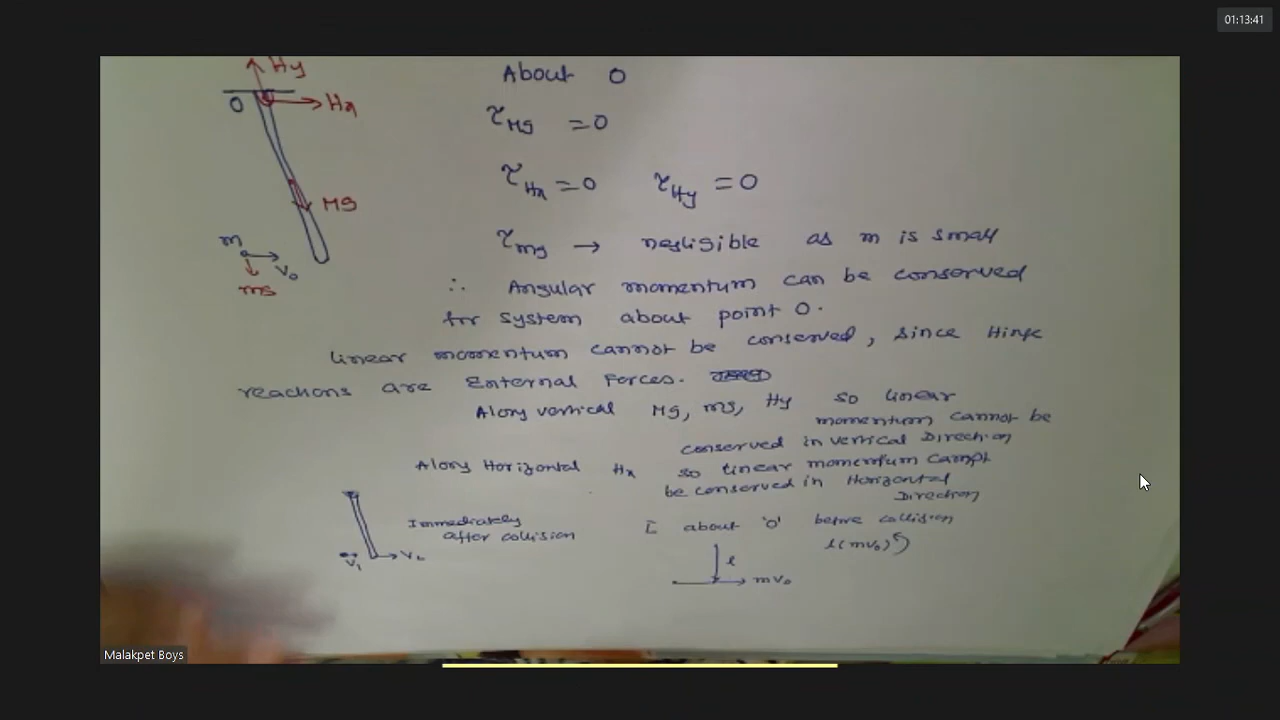 01:13:41
Hy
About O
O
Hx
τMg = 0
τHx = 0 τHy = 0
Mg
m
V0
mg
τmg → negligible as m is small
∴ Angular momentum can be conserved
for system about point O.
Linear momentum cannot be conserved, since Hinge
reactions are External Forces.
Along vertical Mg, mg, Hy so linear
momentum cannot be
conserved in vertical Direction
Along Horizontal Hx so linear momentum cannot
be conserved in Horizontal
Direction
Immediately
after collision
V1
L about 'O' before collision
l(mv0)
l
mv0
Malakpet Boys